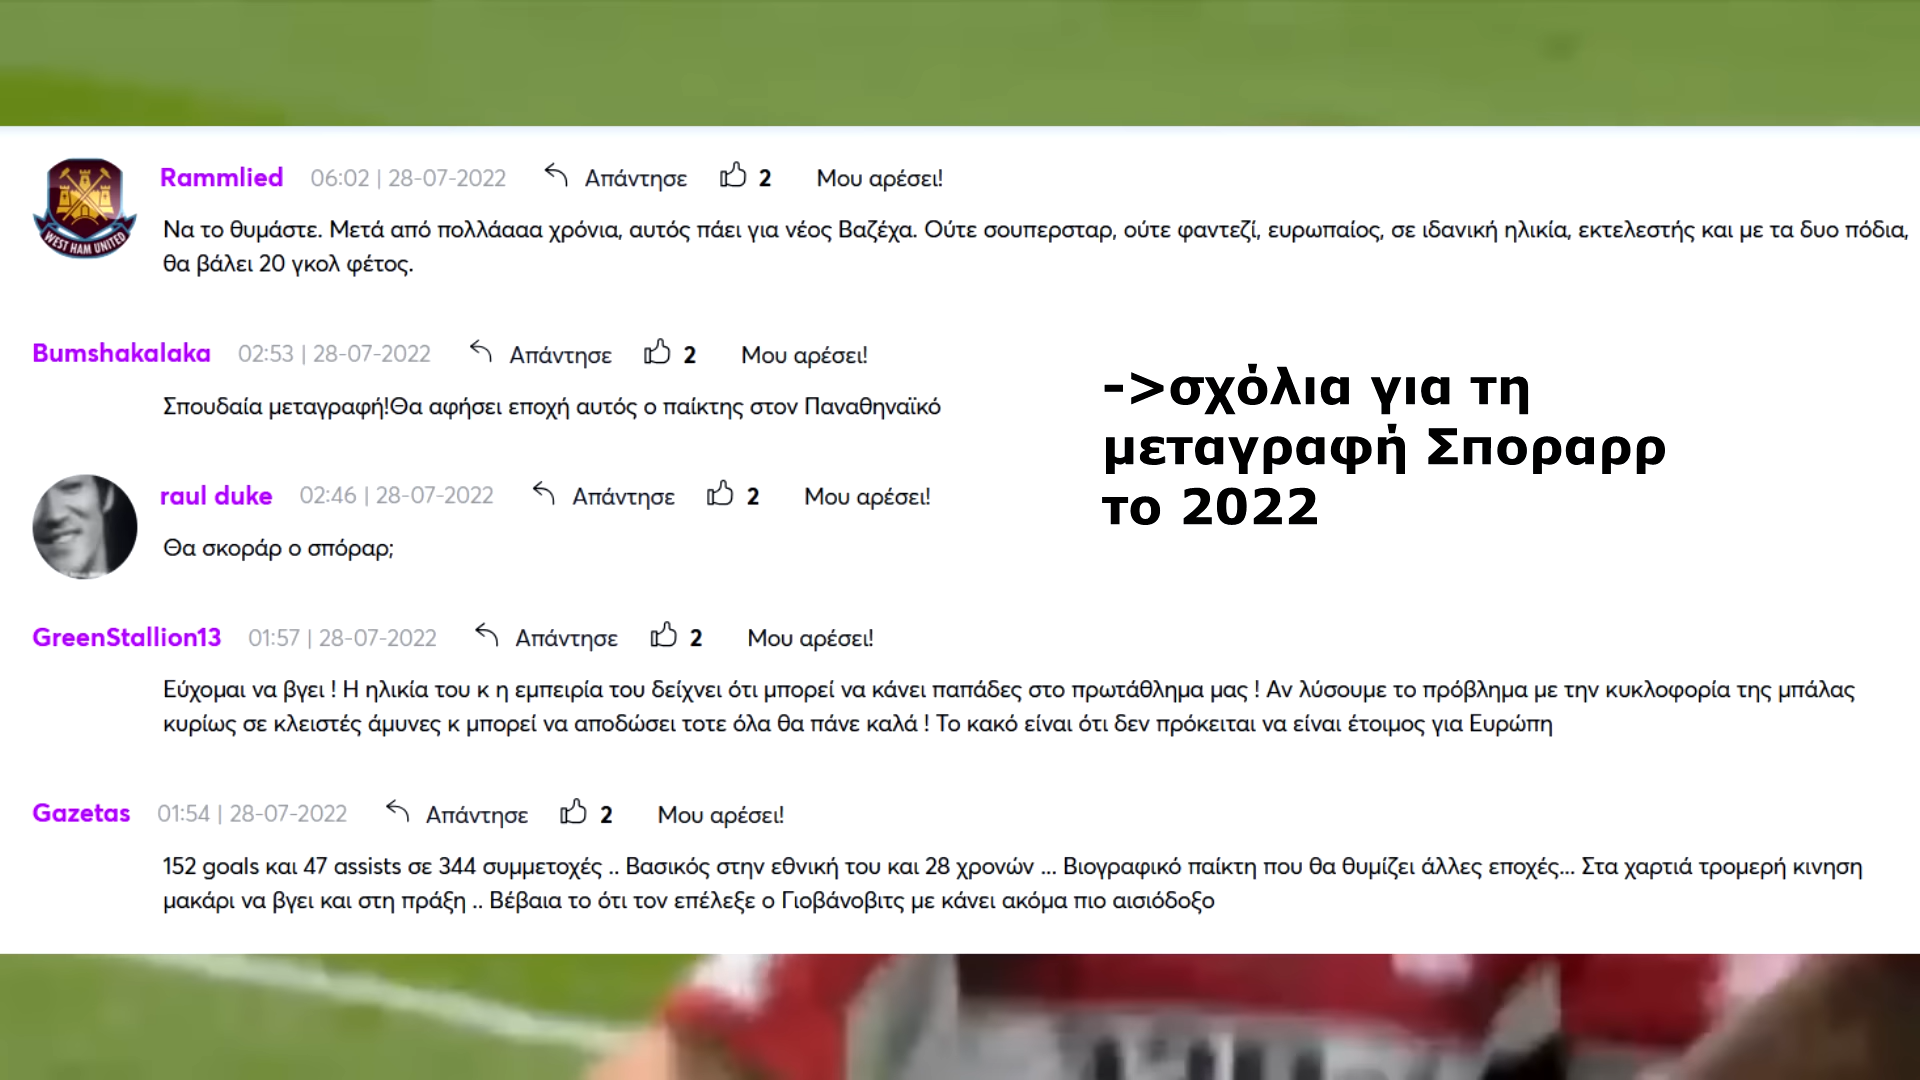 Rammlied 06:02 | 28-07-2022 Απάντησε 2 Μου αρέσει!
WEST HAM UNITED
Να το θυμάστε. Μετά από πολλάααα χρόνια, αυτός πάει για νέος Βαζέχα. Ούτε σουπερσταρ, ούτε φαντεζί, ευρωπαίος, σε ιδανική ηλικία, εκτελεστής και με τα δυο πόδια,
θα βάλει 20 γκολ φέτος.
Bumshakalaka 02:53 | 28-07-2022 Απάντησε 2 Μου αρέσει!
Σπουδαία μεταγραφή!Θα αφήσει εποχή αυτός ο παίκτης στον Παναθηναϊκό
->σχόλια για τη
μεταγραφή Σποραρρ
το 2022
raul duke 02:46 | 28-07-2022 Απάντησε 2 Μου αρέσει!
Θα σκοράρ ο σπόραρ;
GreenStallion13 01:57 | 28-07-2022 Απάντησε 2 Μου αρέσει!
Εύχομαι να βγει ! Η ηλικία του κ η εμπειρία του δείχνει ότι μπορεί να κάνει παπάδες στο πρωτάθλημα μας ! Αν λύσουμε το πρόβλημα με την κυκλοφορία της μπάλας
κυρίως σε κλειστές άμυνες κ μπορεί να αποδώσει τοτε όλα θα πάνε καλά ! Το κακό είναι ότι δεν πρόκειται να είναι έτοιμος για Ευρώπη
Gazetas 01:54 | 28-07-2022 Απάντησε 2 Μου αρέσει!
152 goals και 47 assists σε 344 συμμετοχές .. Βασικός στην εθνική του και 28 χρονών ... Βιογραφικό παίκτη που θα θυμίζει άλλες εποχές... Στα χαρτιά τρομερή κινηση
μακάρι να βγει και στη πράξη .. Βέβαια το ότι τον επέλεξε ο Γιοβάνοβιτς με κάνει ακόμα πιο αισιόδοξο